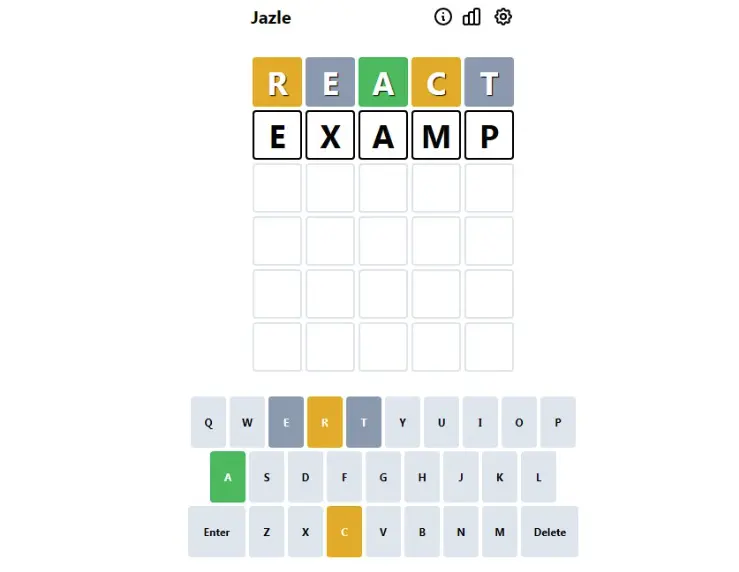 Jazle
R E A C T
E X A M P
Q W E R T Y U I O P
A S D F G H J K L
Enter Z X C V B N M Delete